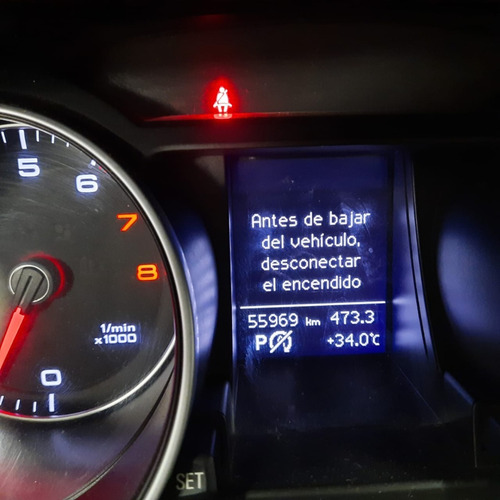 5
6
7
8
1/min
x1000
0
Antes de bajar
del vehículo,
desconectar
el encendido
55969 km 473.3
P A +34.0°C
SET